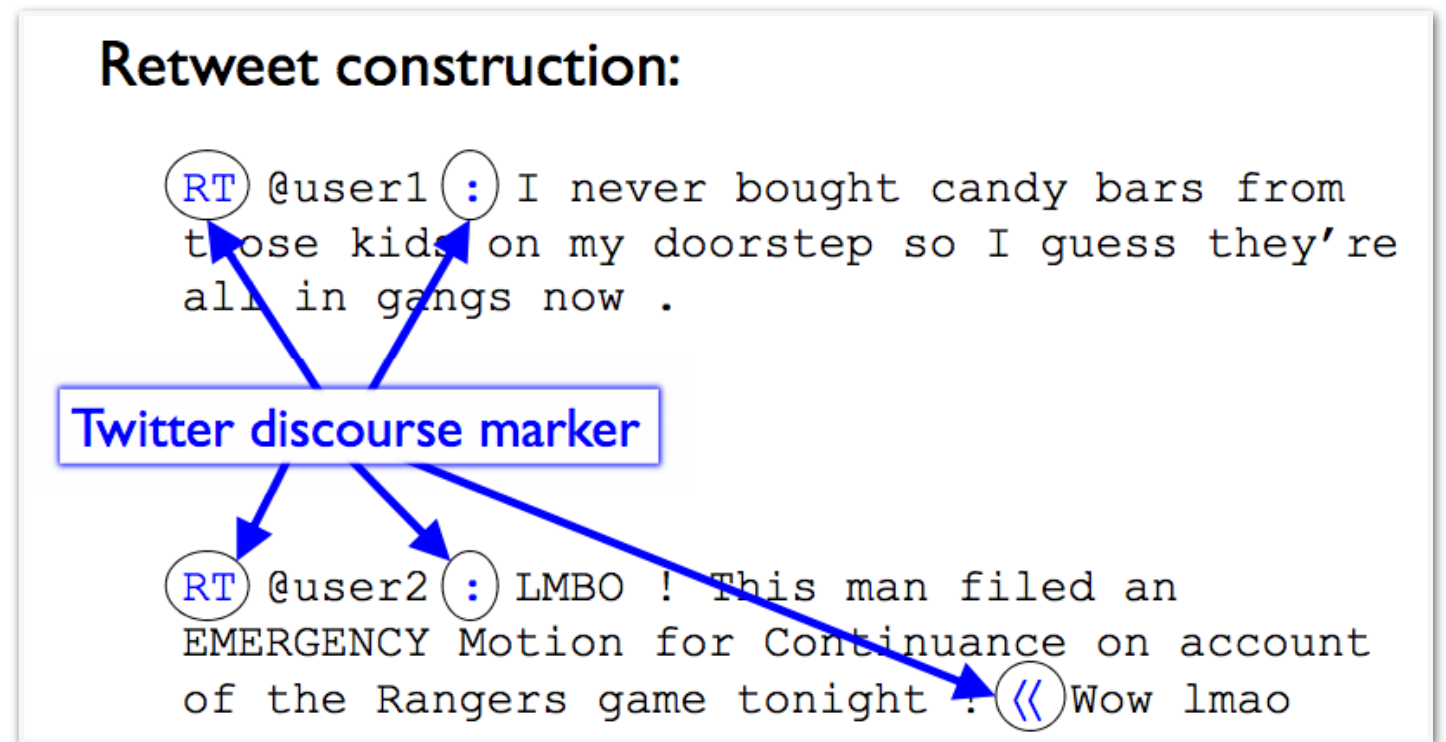 Retweet construction:
RT @user1 : I never bought candy bars from
those kids on my doorstep so I guess they’re
all in gangs now .
Twitter discourse marker
RT @user2 : LMBO ! This man filed an
EMERGENCY Motion for Continuance on account
of the Rangers game tonight ! 《 Wow lmao